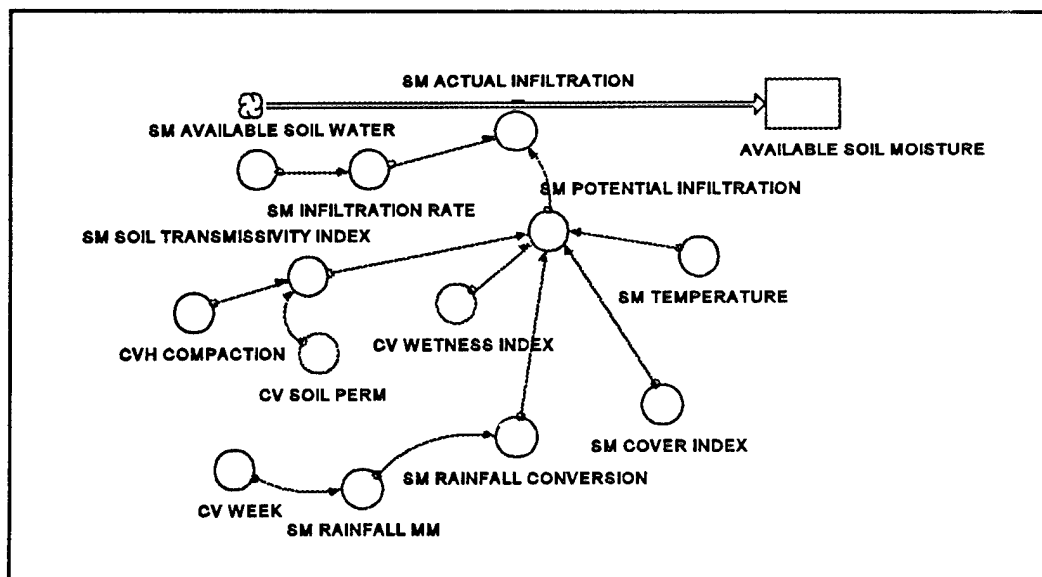 SM ACTUAL INFILTRATION
SM AVAILABLE SOIL WATER
AVAILABLE SOIL MOISTURE
SM POTENTIAL INFILTRATION
SM INFILTRATION RATE
SM SOIL TRANSMISSIVITY INDEX
SM TEMPERATURE
CV WETNESS INDEX
CVH COMPACTION
CV SOIL PERM
SM COVER INDEX
SM RAINFALL CONVERSION
CV WEEK
SM RAINFALL MM